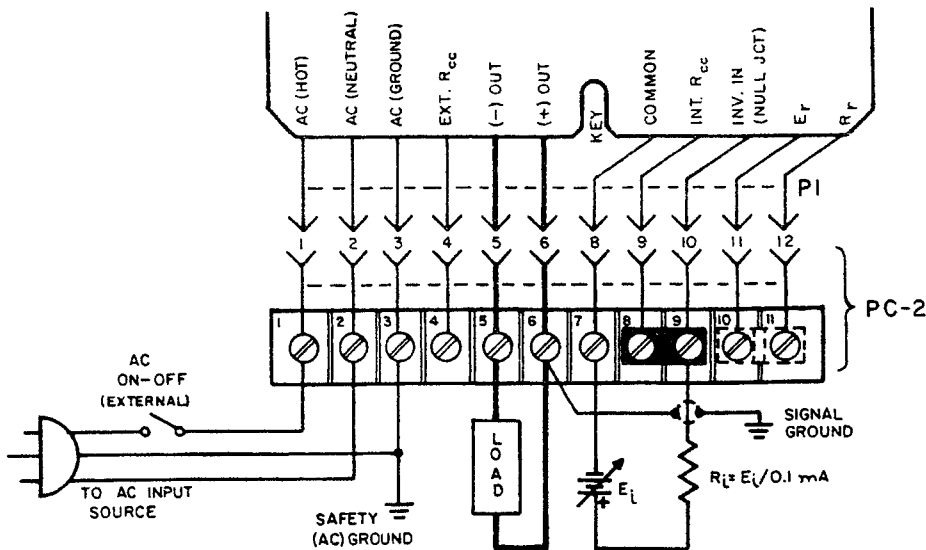 AC (HOT)
AC (NEUTRAL)
AC (GROUND)
EXT. Rcc
(-) OUT
(+) OUT
KEY
COMMON
INT. Rcc
INV. IN
(NULL JCT)
Er
Rr
P1
1 2 3 4 5 6 8 9 10 11 12
PC-2
1 2 3 4 5 6 7 8 9 10 11
AC
ON-OFF
(EXTERNAL)
TO AC INPUT
SOURCE
SAFETY
(AC) GROUND
LOAD
Ei
+
SIGNAL
GROUND
Ri= Ei/0.1 mA